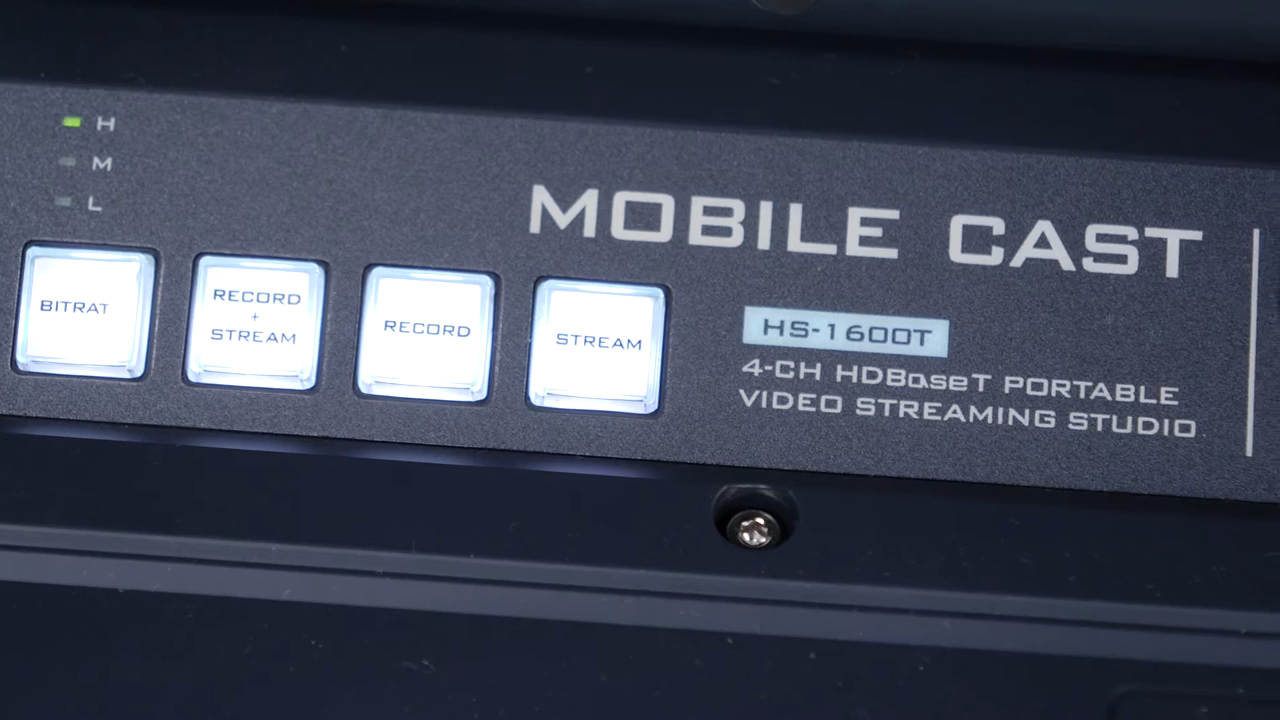 H
M
L
MOBILE CAST
BITRAT
RECORD
+
STREAM
RECORD
STREAM
HS-1600T
4-CH HDBaseT PORTABLE
VIDEO STREAMING STUDIO